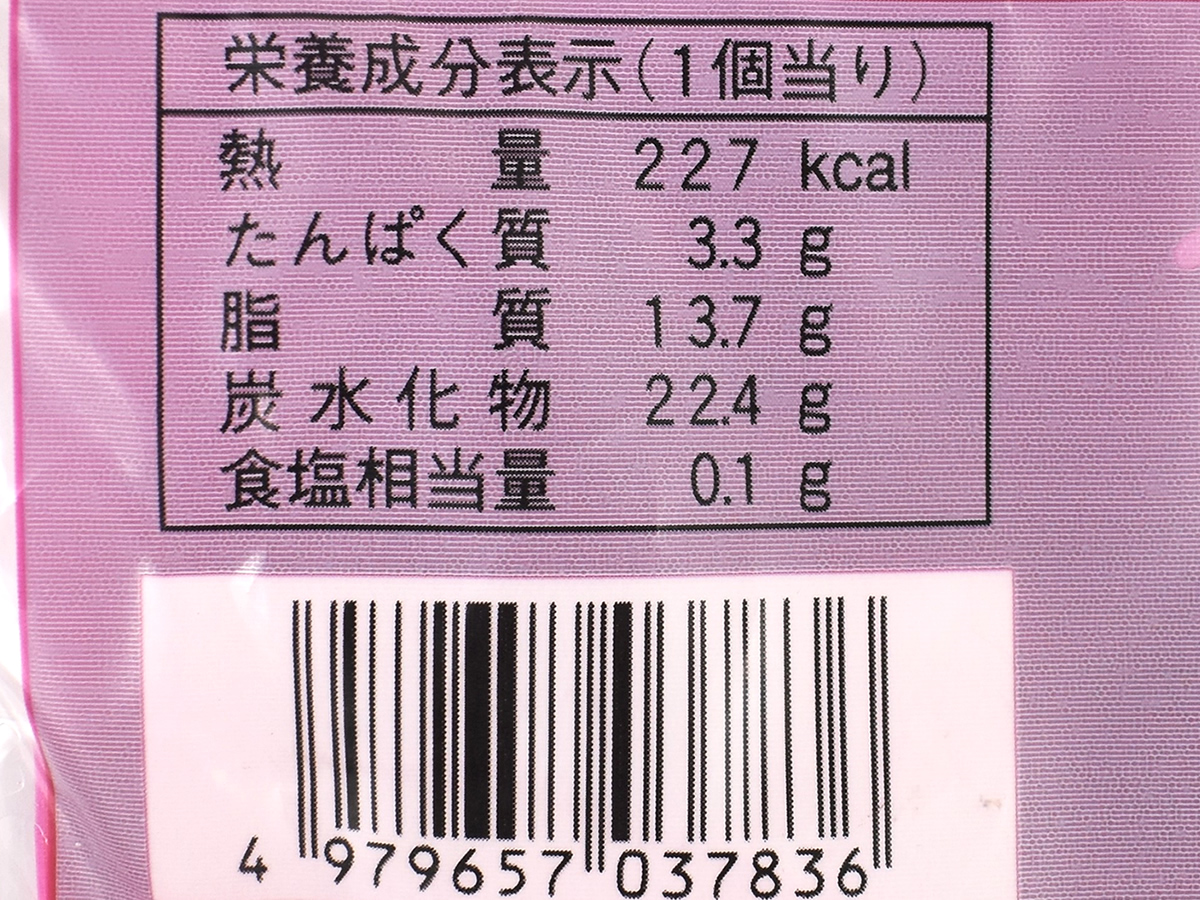 栄養成分表示(1個当り)
熱量 227 kcal
たんぱく質 3.3 g
脂質 13.7 g
炭水化物 22.4 g
食塩相当量 0.1 g
4 979657 037836